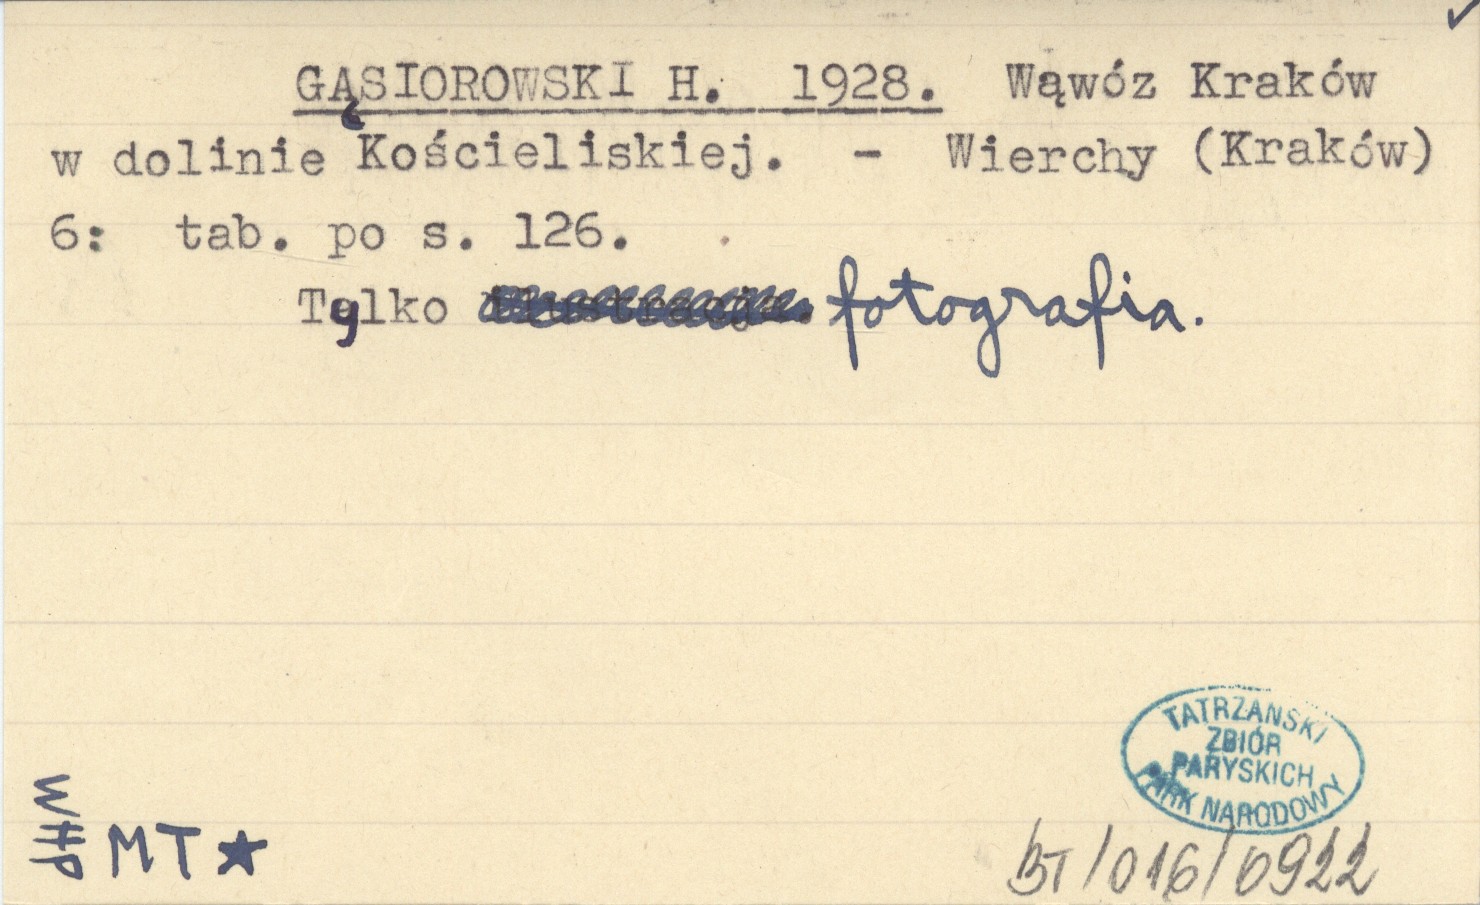 GĄSIOROWSKI H. 1928. Wąwóz Kraków
w dolinie Kościeliskiej. – Wierchy (Kraków)
6: tab. po s. 126.
Tylko fotografia.
TATRZAŃSKI
ZBIÓR
PARYSKICH
PARK NARODOWY
WHP
MT★
BT/016/0922